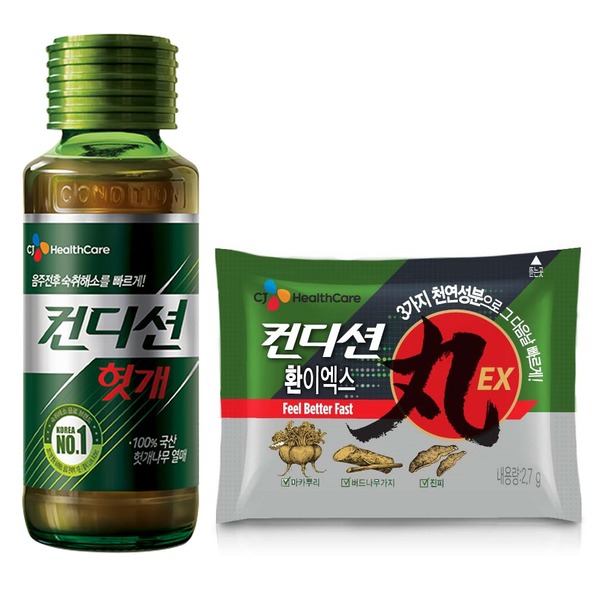 CONDITION
CJ HealthCare
음주전후 숙취해소를 빠르게!
컨디션
헛개
KOREA
NO.1
100% 국산
헛개나무 열매
뜯는곳
CJ HealthCare
3가지 천연성분으로 그 다음날 빠르게!
컨디션
환이엑스
丸 EX
Feel Better Fast
마카뿌리
버드나무가지
진피
내용량:2.7 g